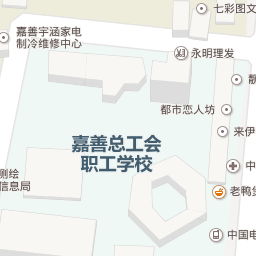 七彩图文
嘉善宇涵家电
制冷维修中心
永明理发
靓
都市恋人坊
来伊
嘉善总工会
职工学校
中
测绘
信息局
老鸭煲
中国电